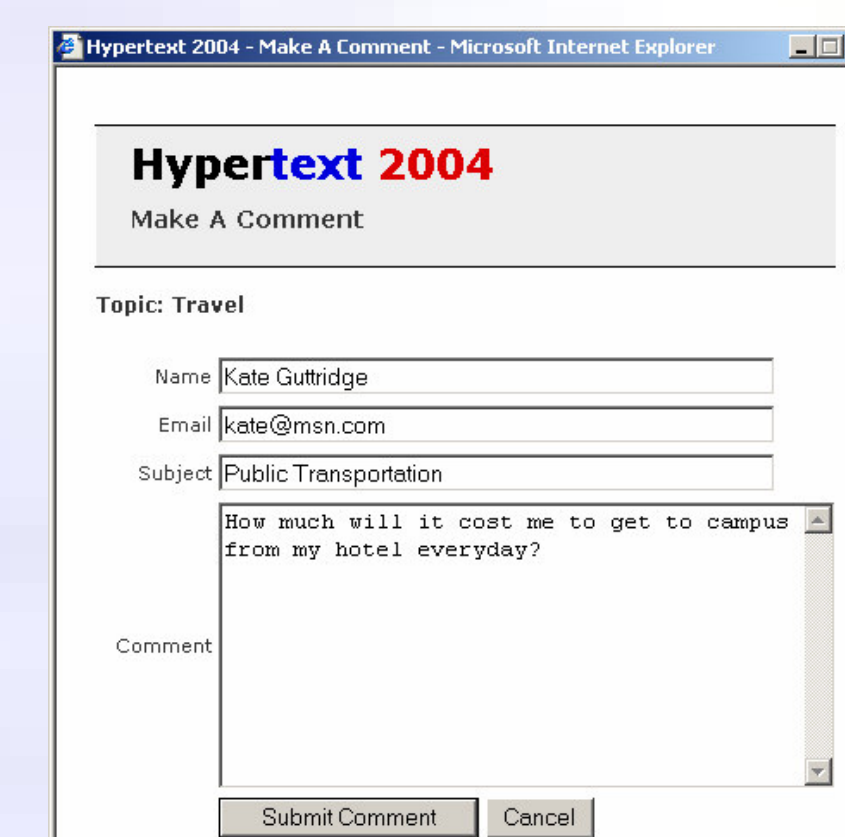 Hypertext 2004 - Make A Comment - Microsoft Internet Explorer
Hypertext 2004
Make A Comment
Topic: Travel
Name Kate Guttridge
Email kate@msn.com
Subject Public Transportation
How much will it cost me to get to campus
from my hotel everyday?
Comment
Submit Comment Cancel